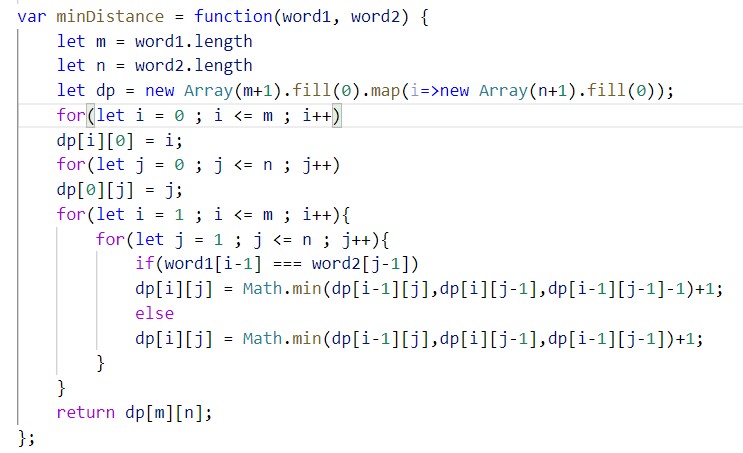 var minDistance = function(word1, word2) {
    let m = word1.length
    let n = word2.length
    let dp = new Array(m+1).fill(0).map(i=>new Array(n+1).fill(0));
    for(let i = 0 ; i <= m ; i++)
    dp[i][0] = i;
    for(let j = 0 ; j <= n ; j++)
    dp[0][j] = j;
    for(let i = 1 ; i <= m ; i++){
        for(let j = 1 ; j <= n ; j++){
            if(word1[i-1] === word2[j-1])
            dp[i][j] = Math.min(dp[i-1][j],dp[i][j-1],dp[i-1][j-1]-1)+1;
            else
            dp[i][j] = Math.min(dp[i-1][j],dp[i][j-1],dp[i-1][j-1])+1;
        }
    }
    return dp[m][n];
};